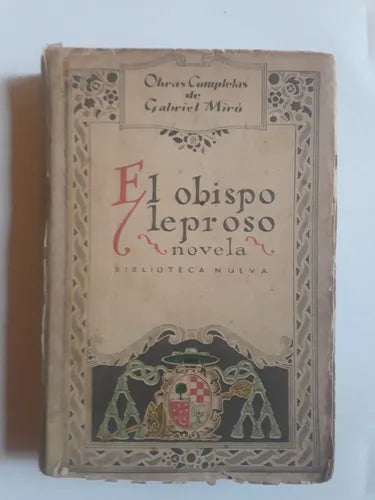 Obras Completas
de
Gabriel Miró
El obispo
leproso
novela
BIBLIOTECA NUEVA